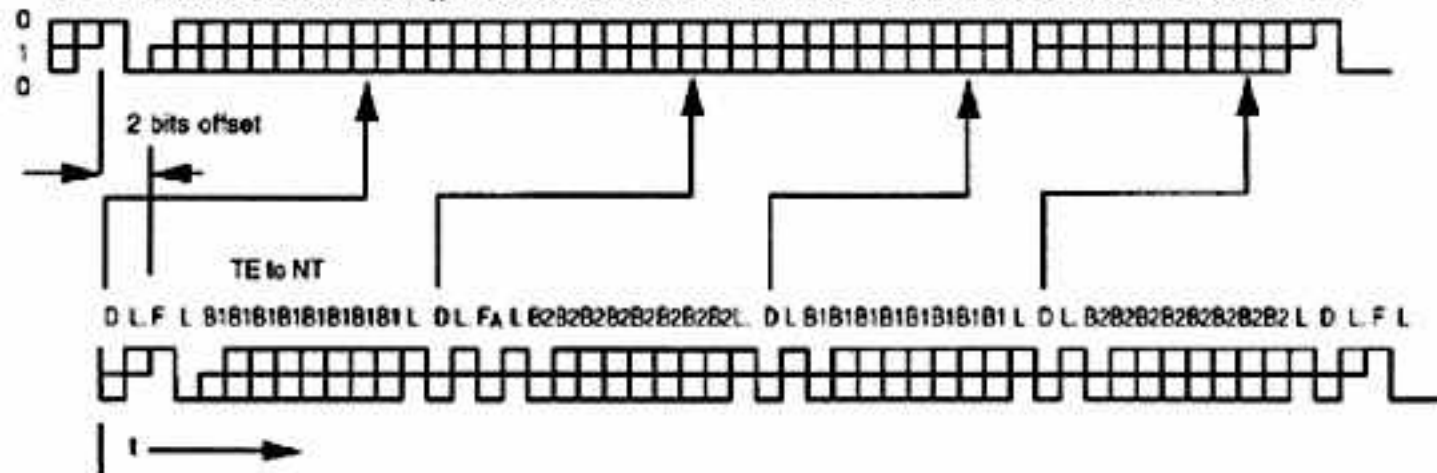 0
1
0
2 bits offset
TE to NT
D L. F L B1B1B1B1B1B1B1B1 L D L. FA L B2B2B2B2B2B2B2B2 L. D L B1B1B1B1B1B1B1B1 L D L. B2B2B2B2B2B2B2B2 L D L. F L
t